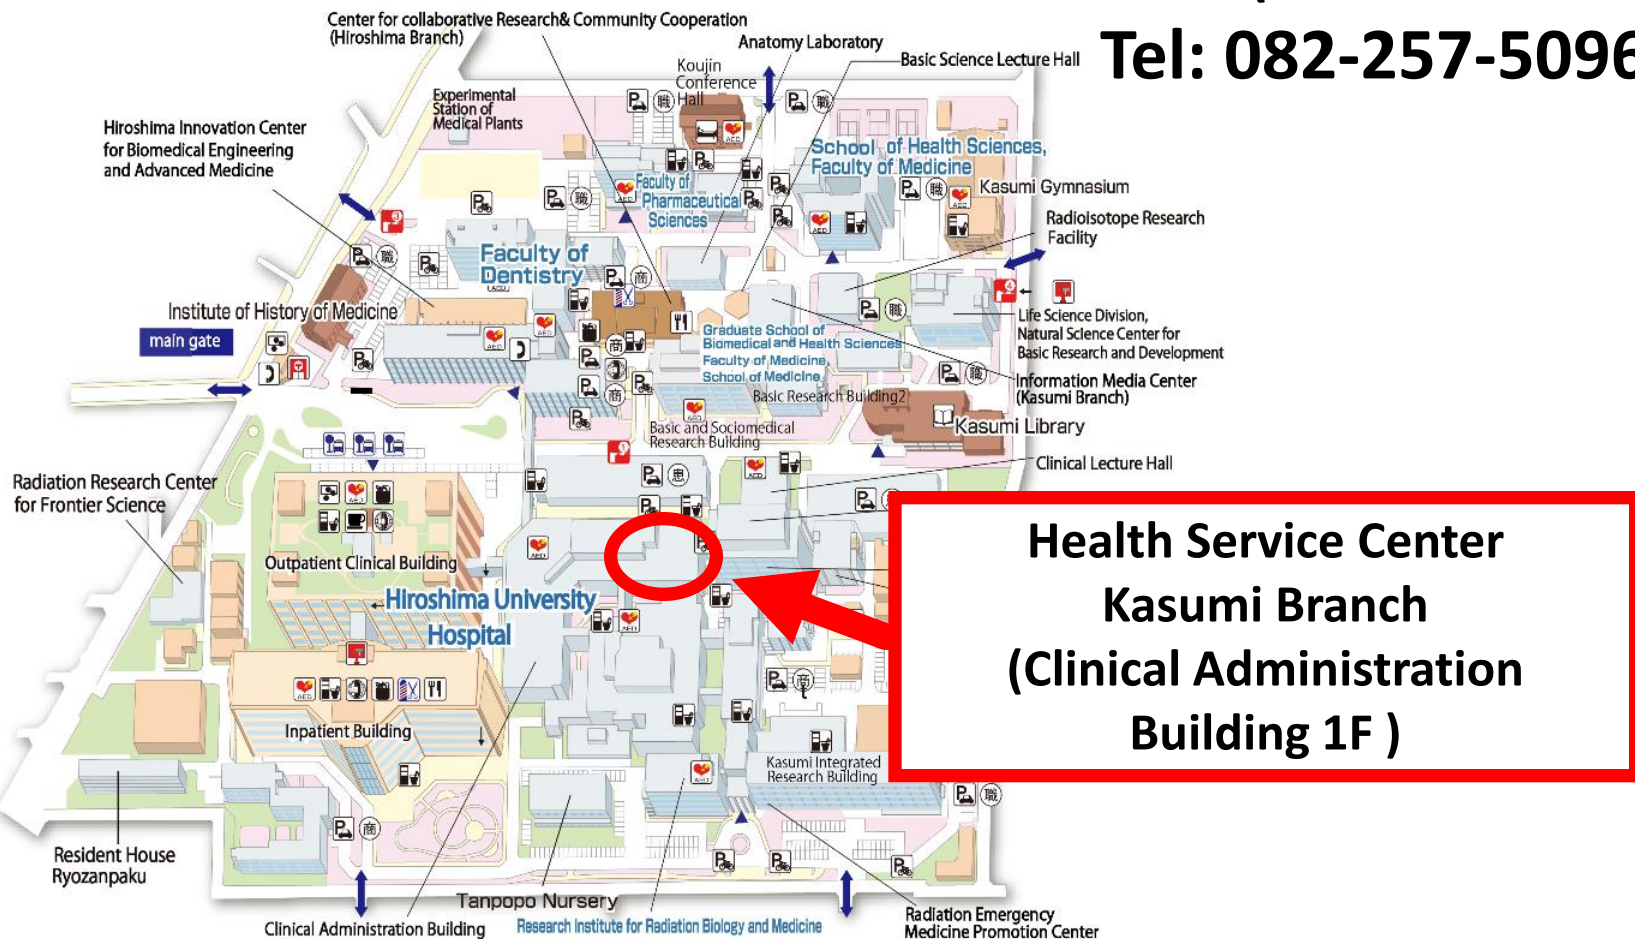 Tel: 082-257-5096
Center for collaborative Research& Community Cooperation
(Hiroshima Branch)
Anatomy Laboratory
Basic Science Lecture Hall
Koujin
Conference
Hall
Experimental
Station of
Medical Plants
Hiroshima Innovation Center
for Biomedical Engineering
and Advanced Medicine
School of Health Sciences,
Faculty of Medicine
Faculty of
Pharmaceutical
Sciences
Kasumi Gymnasium
Radioisotope Research
Facility
Faculty of
Dentistry
Institute of History of Medicine
main gate
Life Science Division,
Natural Science Center for
Basic Research and Development
Graduate School of
Biomedical and Health Sciences
Faculty of Medicine,
School of Medicine
Information Media Center
(Kasumi Branch)
Basic Research Building2
Basic and Sociomedical
Research Building
Kasumi Library
Clinical Lecture Hall
Radiation Research Center
for Frontier Science
Outpatient Clinical Building
Hiroshima University
Hospital
Health Service Center
Kasumi Branch
(Clinical Administration
Building 1F )
Inpatient Building
Kasumi Integrated
Research Building
Resident House
Ryozanpaku
Tanpopo Nursery
Clinical Administration Building
Research Institute for Radiation Biology and Medicine
Radiation Emergency
Medicine Promotion Center